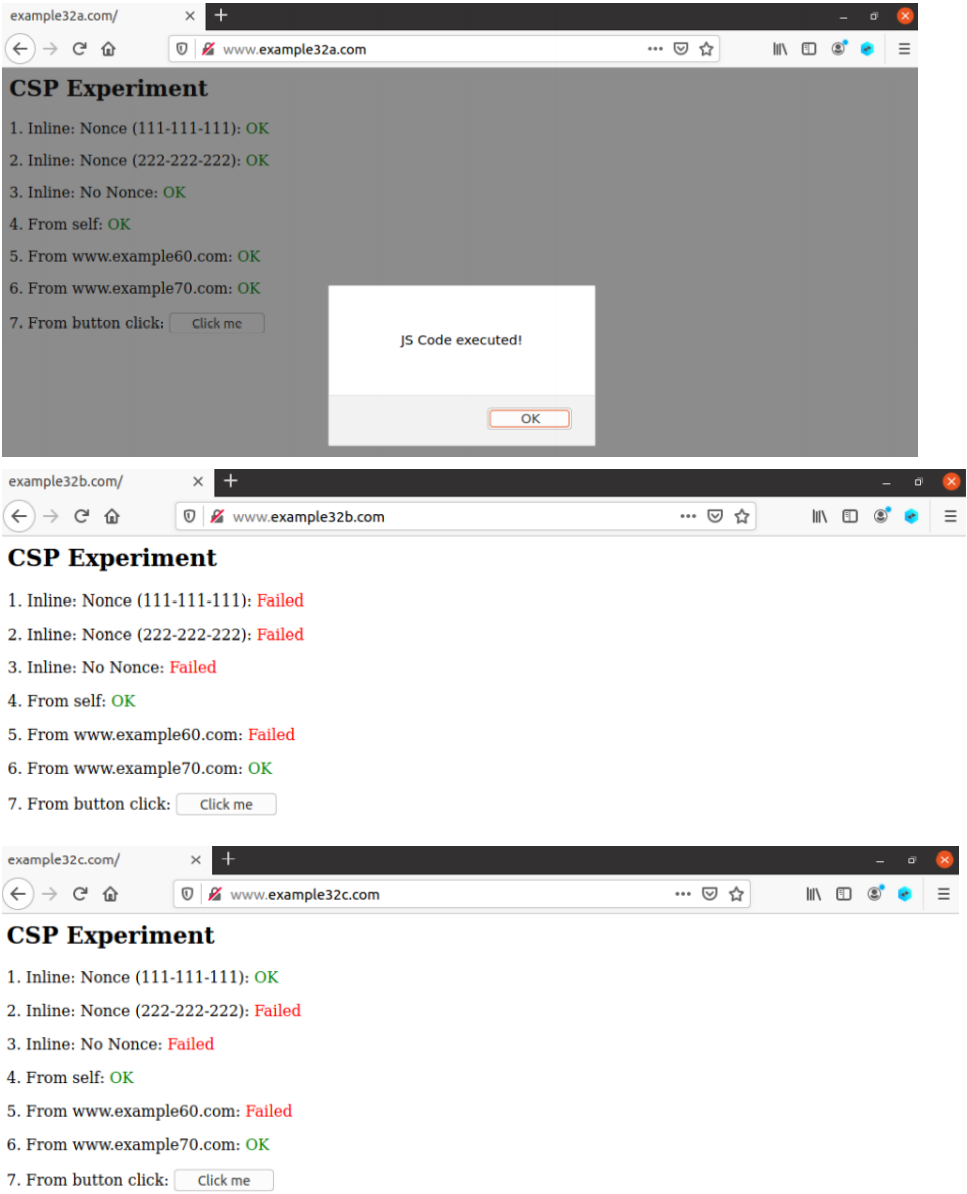 example32a.com/
www.example32a.com
CSP Experiment
1. Inline: Nonce (111-111-111): OK
2. Inline: Nonce (222-222-222): OK
3. Inline: No Nonce: OK
4. From self: OK
5. From www.example60.com: OK
6. From www.example70.com: OK
7. From button click: Click me
JS Code executed!
OK
example32b.com/
www.example32b.com
CSP Experiment
1. Inline: Nonce (111-111-111): Failed
2. Inline: Nonce (222-222-222): Failed
3. Inline: No Nonce: Failed
4. From self: OK
5. From www.example60.com: Failed
6. From www.example70.com: OK
7. From button click: Click me
example32c.com/
www.example32c.com
CSP Experiment
1. Inline: Nonce (111-111-111): OK
2. Inline: Nonce (222-222-222): Failed
3. Inline: No Nonce: Failed
4. From self: OK
5. From www.example60.com: Failed
6. From www.example70.com: OK
7. From button click: Click me